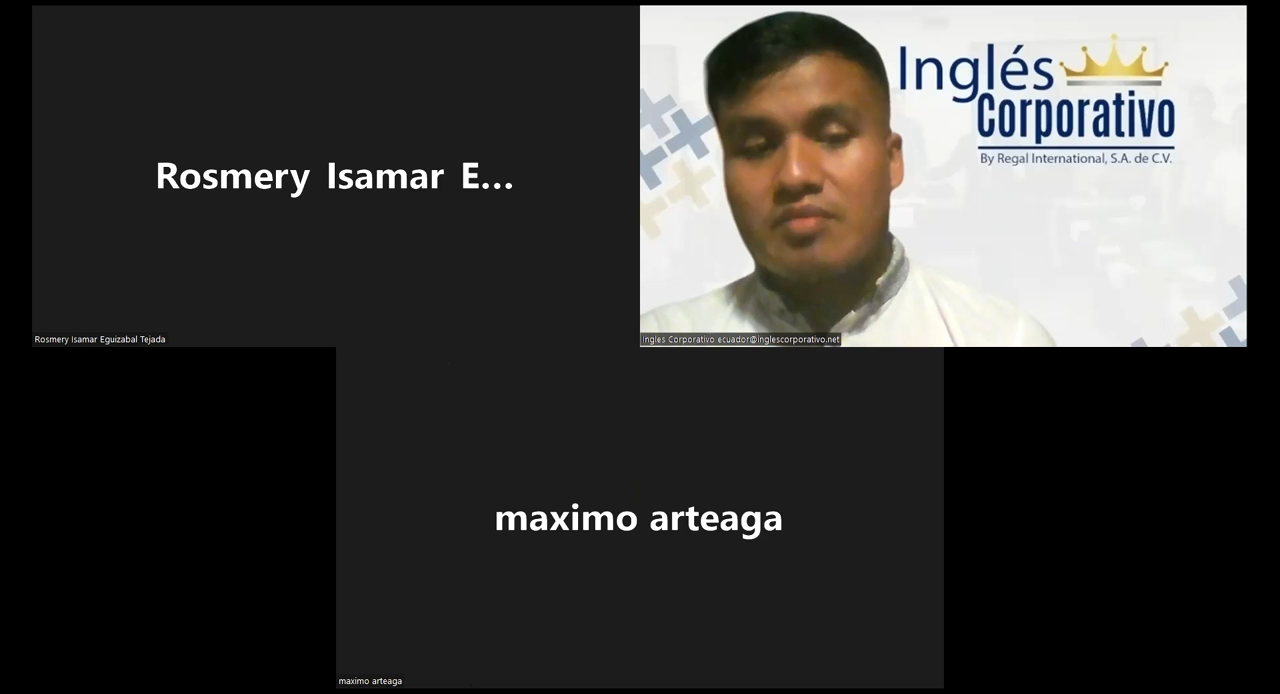 Rosmery Isamar E...
Rosmery Isamar Eguizabal Tejada
Inglés
Corporativo
By Regal International, S.A. de C.V.
Ingles Corporativo ecuador@inglescorporativo.net
maximo arteaga
maximo arteaga